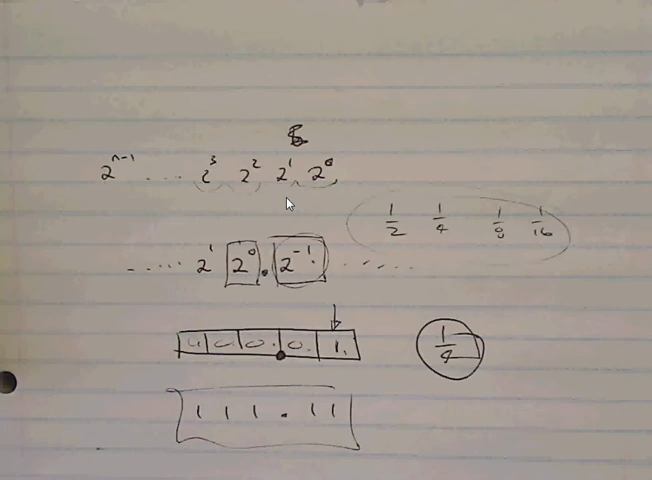 2^{n-1} .... 2^3 2^2 2^1 2^0
1/2 1/4 1/8 1/16
..... 2^1 2^0 . 2^{-1} .....
0 0 0 . 0 1
1/4
1 1 1 . 1 1